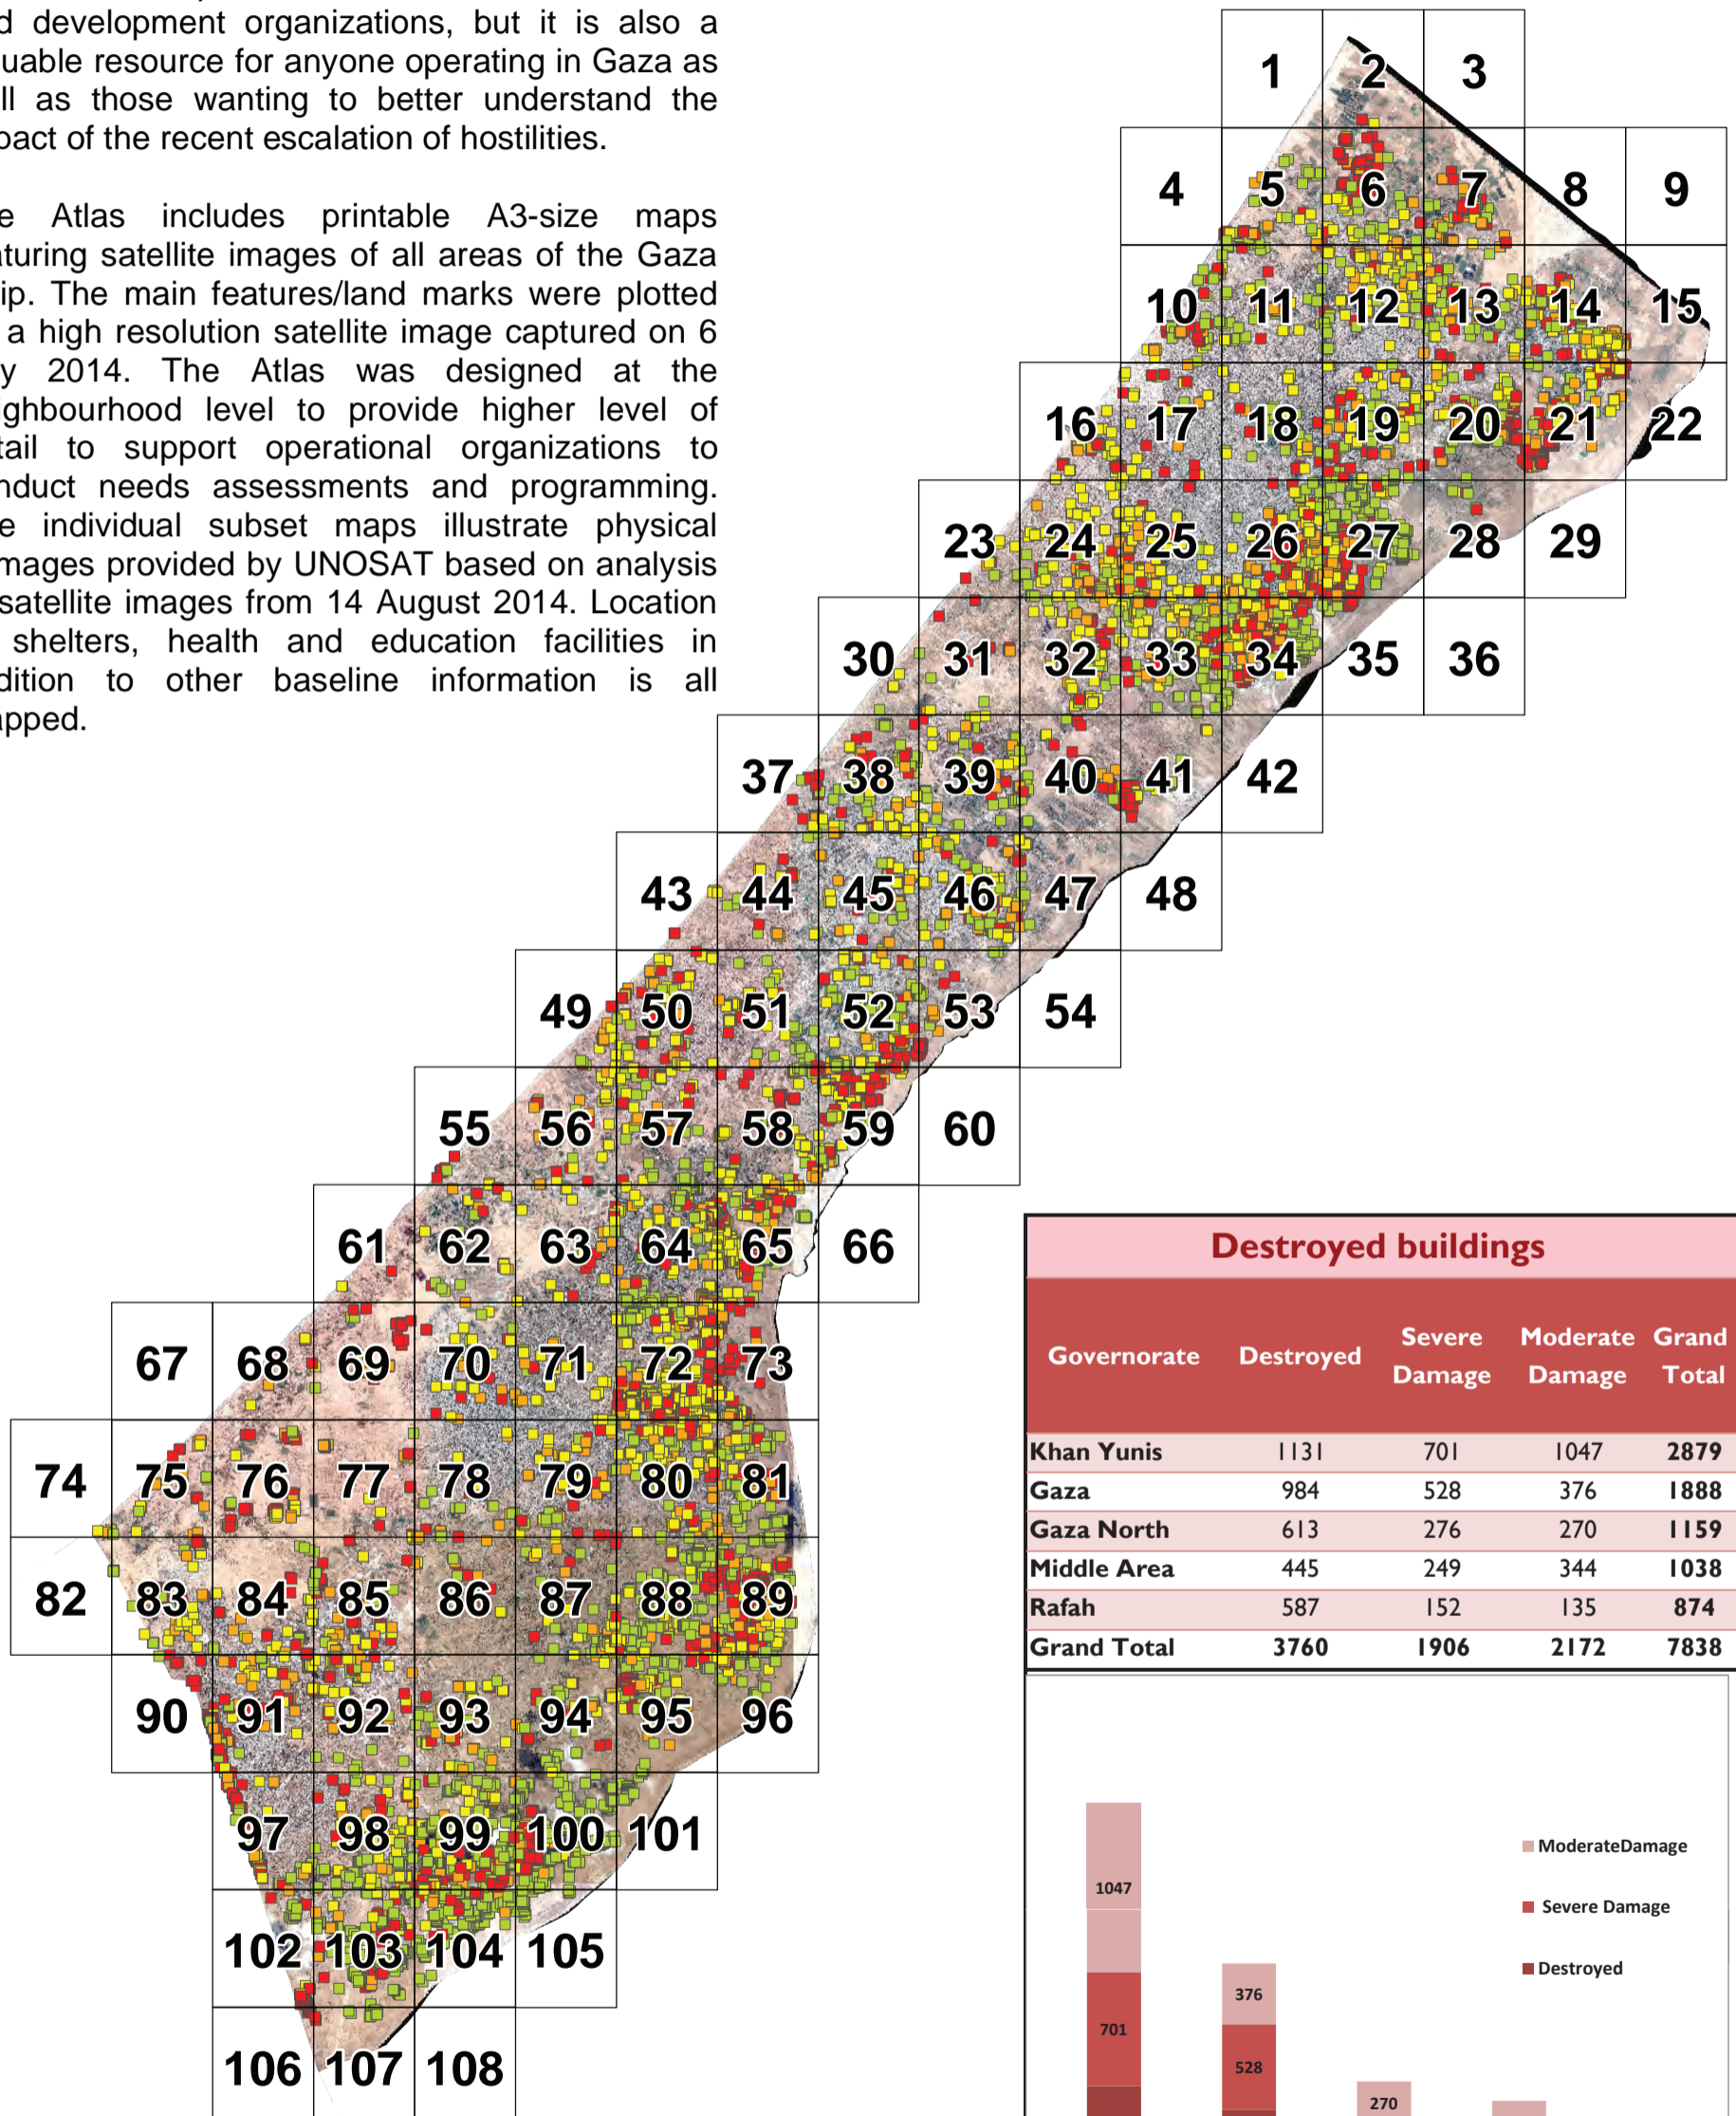 d development organizations, but it is also a
uable resource for anyone operating in Gaza as
ll as those wanting to better understand the
pact of the recent escalation of hostilities.
e Atlas includes printable A3-size maps
turing satellite images of all areas of the Gaza
ip. The main features/land marks were plotted
a high resolution satellite image captured on 6
y 2014. The Atlas was designed at the
ighbourhood level to provide higher level of
tail to support operational organizations to
nduct needs assessments and programming.
e individual subset maps illustrate physical
mages provided by UNOSAT based on analysis
satellite images from 14 August 2014. Location
shelters, health and education facilities in
dition to other baseline information is all
pped.
1 2 3
4 5 6 7 8 9
10 11 12 13 14 15
16 17 18 19 20 21 22
23 24 25 26 27 28 29
30 31 32 33 34 35 36
37 38 39 40 41 42
43 44 45 46 47 48
49 50 51 52 53 54
55 56 57 58 59 60
61 62 63 64 65 66
67 68 69 70 71 72 73
74 75 76 77 78 79 80 81
82 83 84 85 86 87 88 89
90 91 92 93 94 95 96
97 98 99 100 101
102 103 104 105
106 107 108
Destroyed buildings
Governorate Destroyed Severe Damage Moderate Damage Grand Total
Khan Yunis 1131 701 1047 2879
Gaza 984 528 376 1888
Gaza North 613 276 270 1159
Middle Area 445 249 344 1038
Rafah 587 152 135 874
Grand Total 3760 1906 2172 7838
ModerateDamage
Severe Damage
Destroyed
1047
701
376
528
270